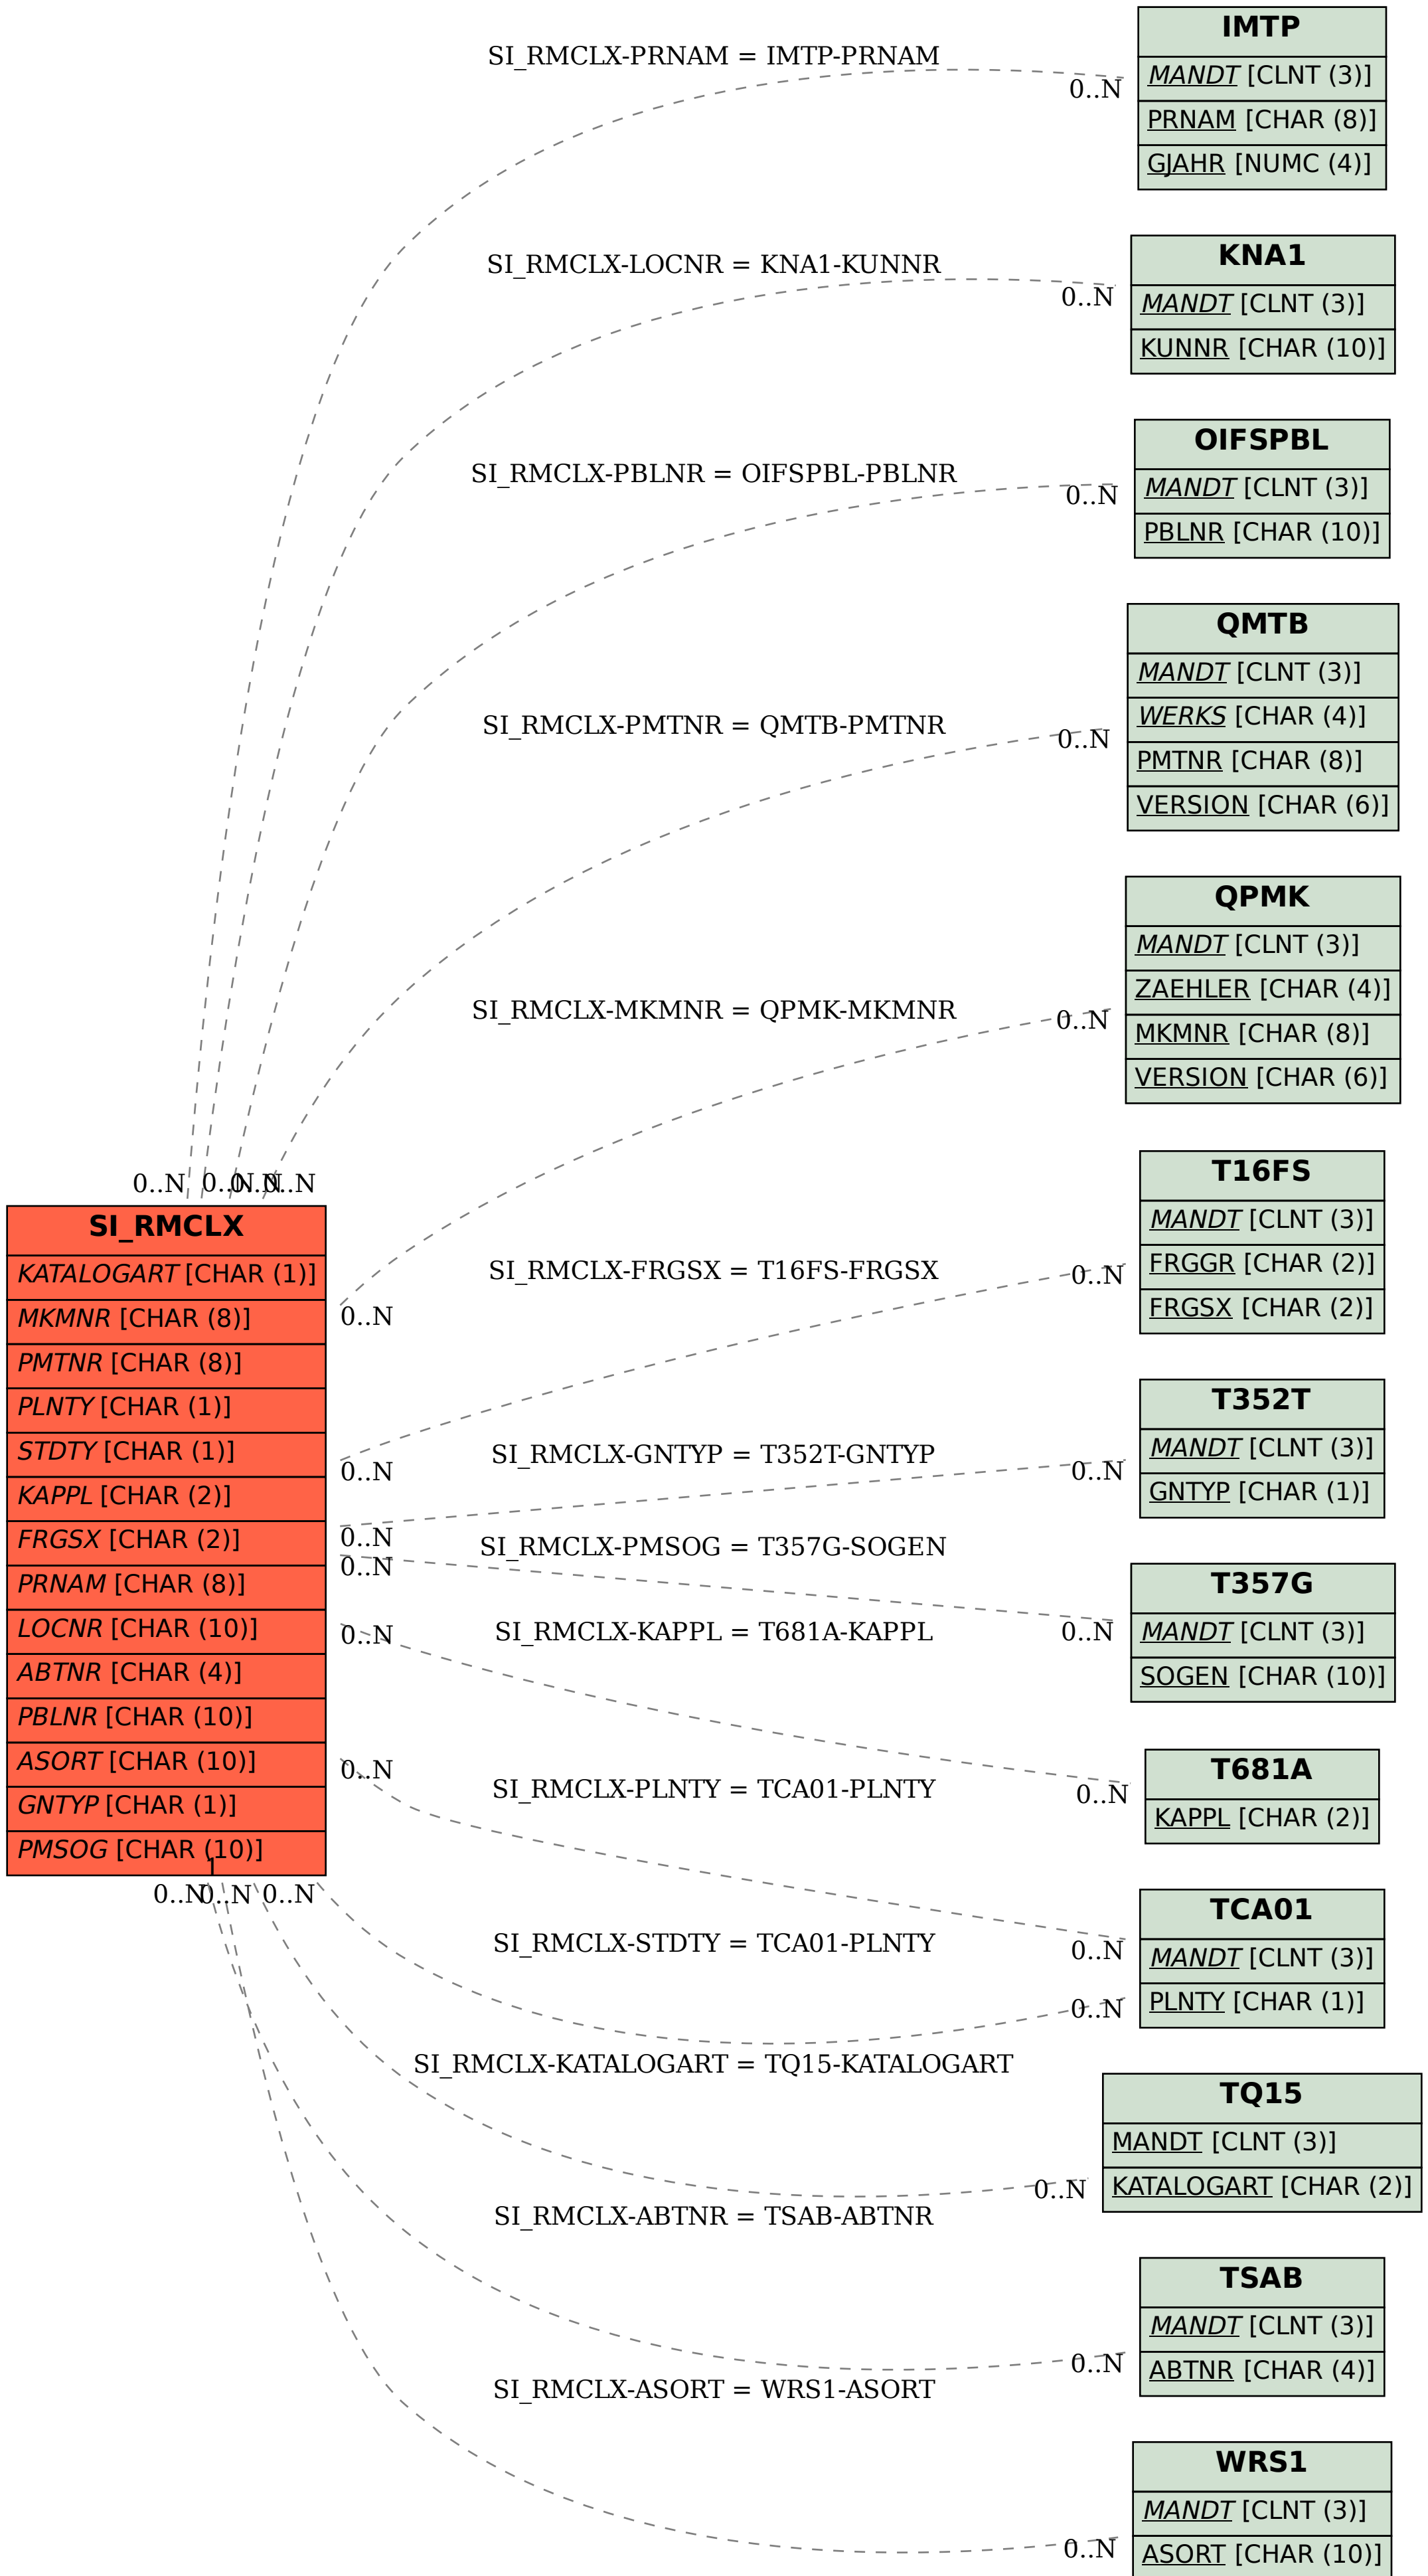 SI_RMCLX-PRNAM = IMTP-PRNAM
0..N
IMTP
MANDT [CLNT (3)]
PRNAM [CHAR (8)]
GJAHR [NUMC (4)]
SI_RMCLX-LOCNR = KNA1-KUNNR
0..N
KNA1
MANDT [CLNT (3)]
KUNNR [CHAR (10)]
SI_RMCLX-PBLNR = OIFSPBL-PBLNR
0..N
OIFSPBL
MANDT [CLNT (3)]
PBLNR [CHAR (10)]
SI_RMCLX-PMTNR = QMTB-PMTNR
0..N
QMTB
MANDT [CLNT (3)]
WERKS [CHAR (4)]
PMTNR [CHAR (8)]
VERSION [CHAR (6)]
SI_RMCLX-MKMNR = QPMK-MKMNR
0..N
QPMK
MANDT [CLNT (3)]
ZAEHLER [CHAR (4)]
MKMNR [CHAR (8)]
VERSION [CHAR (6)]
0..N
0..N
0..N
0..N
SI_RMCLX
KATALOGART [CHAR (1)]
MKMNR [CHAR (8)]
PMTNR [CHAR (8)]
PLNTY [CHAR (1)]
STDTY [CHAR (1)]
KAPPL [CHAR (2)]
FRGSX [CHAR (2)]
PRNAM [CHAR (8)]
LOCNR [CHAR (10)]
ABTNR [CHAR (4)]
PBLNR [CHAR (10)]
ASORT [CHAR (10)]
GNTYP [CHAR (1)]
PMSOG [CHAR (10)]
1
0..N
0..N
0..N
0..N
0..N
0..N
0..N
0..N
0..N
SI_RMCLX-FRGSX = T16FS-FRGSX
0..N
T16FS
MANDT [CLNT (3)]
FRGGR [CHAR (2)]
FRGSX [CHAR (2)]
SI_RMCLX-GNTYP = T352T-GNTYP
0..N
T352T
MANDT [CLNT (3)]
GNTYP [CHAR (1)]
SI_RMCLX-PMSOG = T357G-SOGEN
0..N
T357G
MANDT [CLNT (3)]
SOGEN [CHAR (10)]
SI_RMCLX-KAPPL = T681A-KAPPL
0..N
T681A
KAPPL [CHAR (2)]
SI_RMCLX-PLNTY = TCA01-PLNTY
0..N
TCA01
MANDT [CLNT (3)]
PLNTY [CHAR (1)]
SI_RMCLX-STDTY = TCA01-PLNTY
0..N
SI_RMCLX-KATALOGART = TQ15-KATALOGART
0..N
TQ15
MANDT [CLNT (3)]
KATALOGART [CHAR (2)]
SI_RMCLX-ABTNR = TSAB-ABTNR
0..N
TSAB
MANDT [CLNT (3)]
ABTNR [CHAR (4)]
SI_RMCLX-ASORT = WRS1-ASORT
0..N
WRS1
MANDT [CLNT (3)]
ASORT [CHAR (10)]